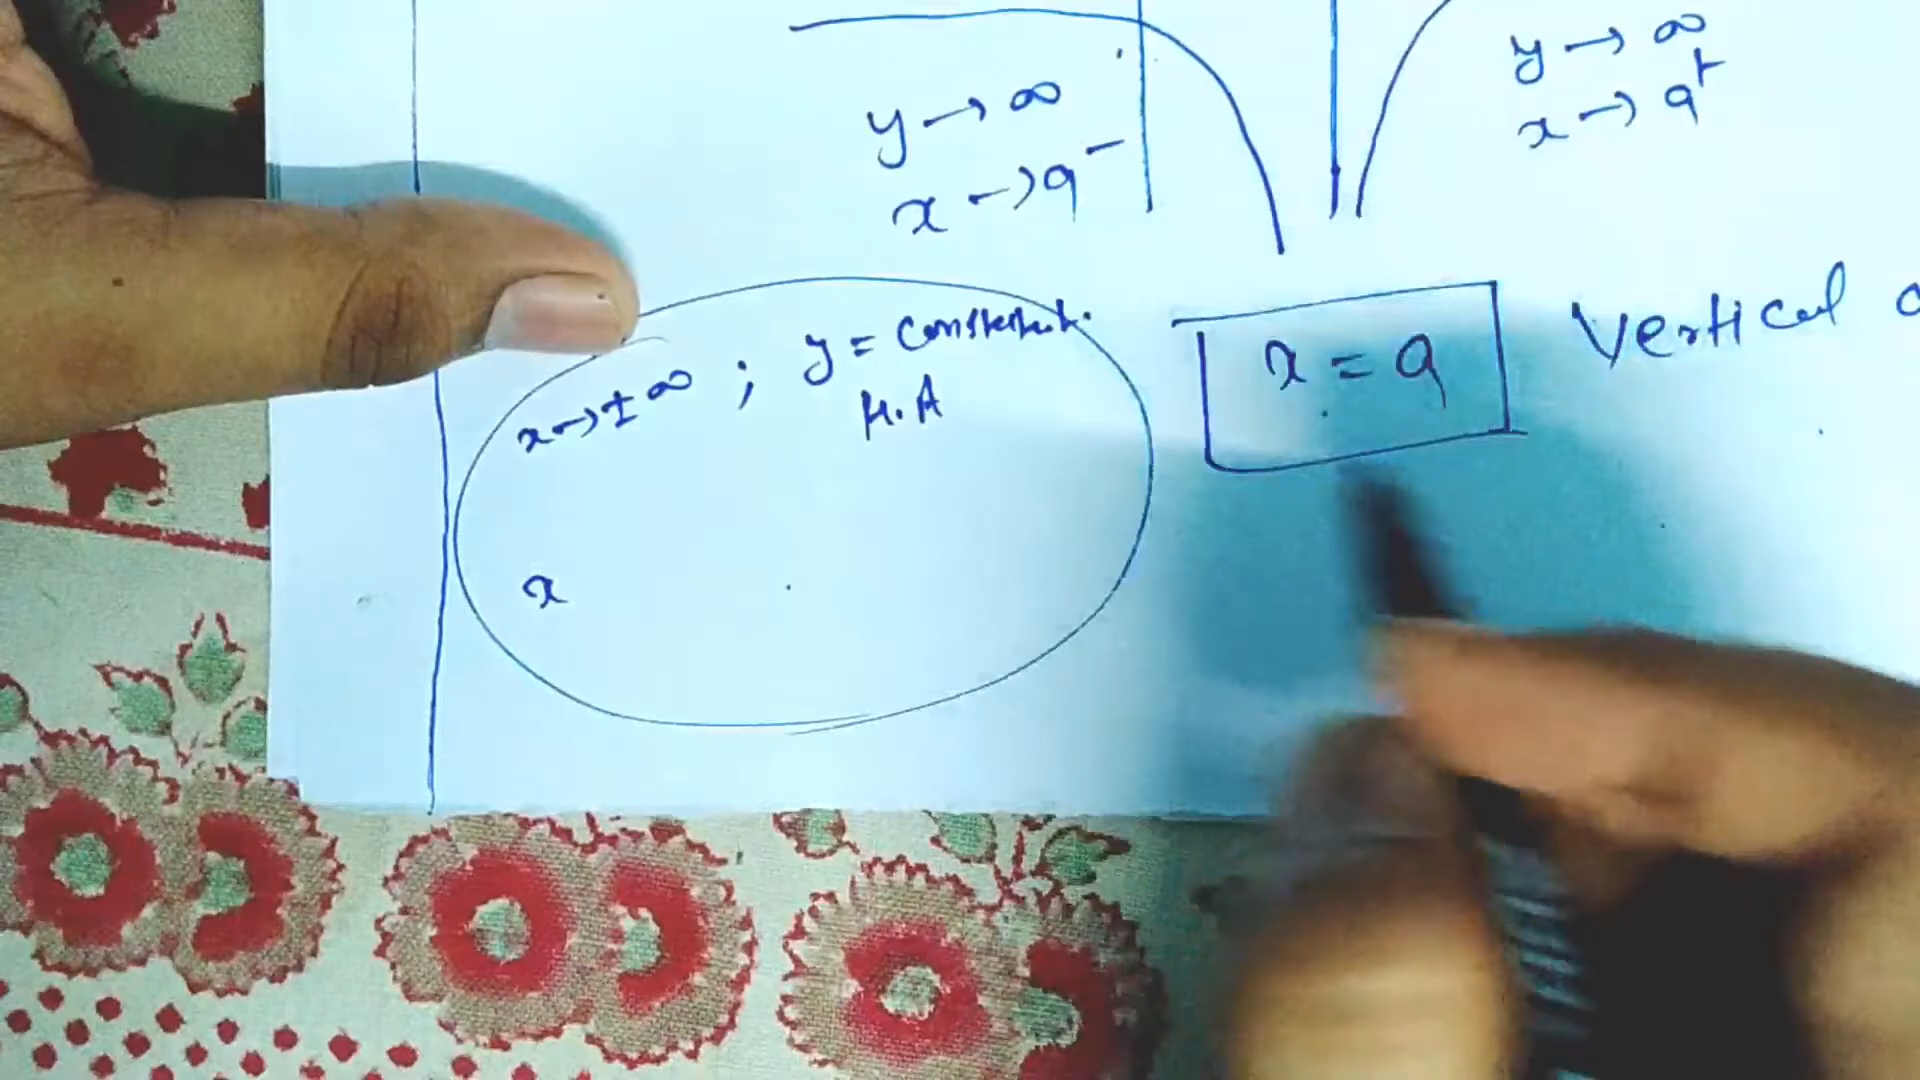 y → ∞
x → a⁻
y → ∞
x → a⁺
x → ± ∞ ; y = constant.
H.A
x
x = a
Vertical